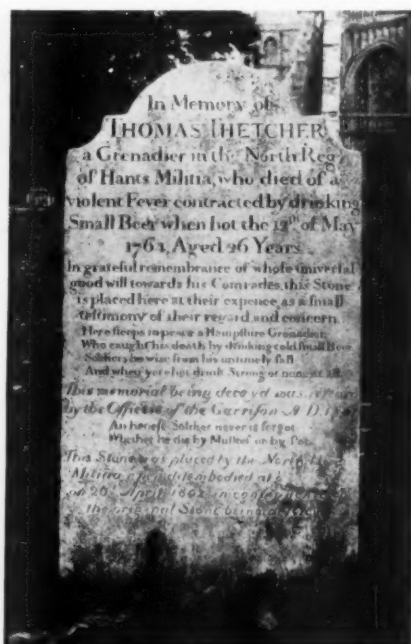 In Memory of
THOMAS THETCHER
a Grenadier in the North Reg.
of Hants Militia, who died of a
violent Fever contracted by drinking
Small Beer when hot the 12th of May
1764, Aged 26 Years.
In grateful remembrance of whose universal
good will towards his Comrades, this Stone
is placed here at their expence, as a small
testimony of their regard and concern.
Here sleeps in peace a Hampshire Grenadier,
Who caught his death by drinking cold small Beer
Soldiers be wise from his untimely fall
And when ye're hot drink Strong or none at all.
This memorial being decay'd was restor'd
by the Officers of the Garrison A.D.
An honest Soldier never is forgot
Whether he die by Musket or by Pot.
This Stone was placed by the North
Militia disembodied at
on 26 April 1802 in
the original Stone being